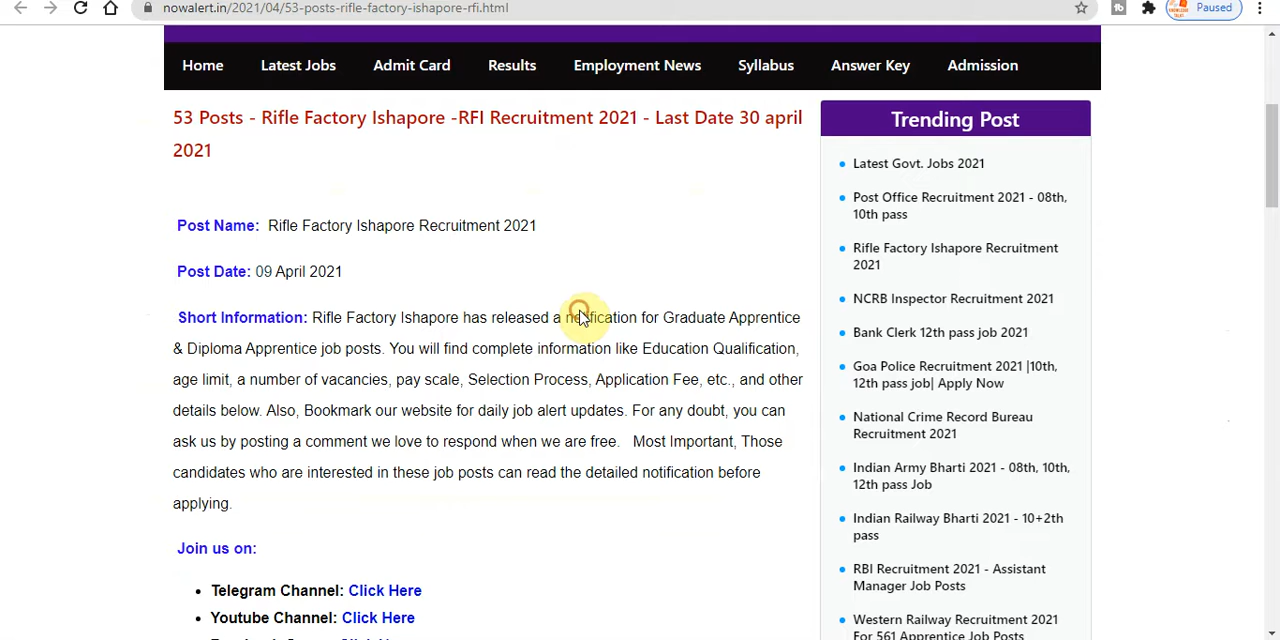 nowalert.in/2021/04/53-posts-rifle-factory-ishapore-rfi.html
Paused
Home Latest Jobs Admit Card Results Employment News Syllabus Answer Key Admission
53 Posts - Rifle Factory Ishapore -RFI Recruitment 2021 - Last Date 30 april
2021
Post Name: Rifle Factory Ishapore Recruitment 2021
Post Date: 09 April 2021
Short Information: Rifle Factory Ishapore has released a notification for Graduate Apprentice
& Diploma Apprentice job posts. You will find complete information like Education Qualification,
age limit, a number of vacancies, pay scale, Selection Process, Application Fee, etc., and other
details below. Also, Bookmark our website for daily job alert updates. For any doubt, you can
ask us by posting a comment we love to respond when we are free. Most Important, Those
candidates who are interested in these job posts can read the detailed notification before
applying.
Join us on:
Telegram Channel: Click Here
Youtube Channel: Click Here
Trending Post
Latest Govt. Jobs 2021
Post Office Recruitment 2021 - 08th,
10th pass
Rifle Factory Ishapore Recruitment
2021
NCRB Inspector Recruitment 2021
Bank Clerk 12th pass job 2021
Goa Police Recruitment 2021 |10th,
12th pass job| Apply Now
National Crime Record Bureau
Recruitment 2021
Indian Army Bharti 2021 - 08th, 10th,
12th pass Job
Indian Railway Bharti 2021 - 10+2th
pass
RBI Recruitment 2021 - Assistant
Manager Job Posts
Western Railway Recruitment 2021
For 561 Apprentice Job Posts